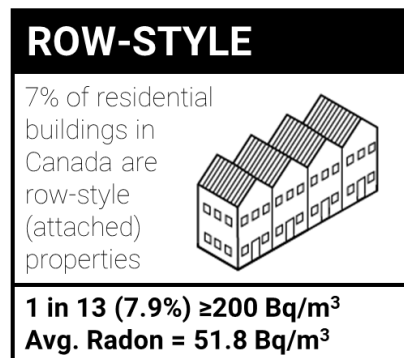 ROW-STYLE
7% of residential
buildings in
Canada are
row-style
(attached)
properties
1 in 13 (7.9%) ≥200 Bq/m³
Avg. Radon = 51.8 Bq/m³